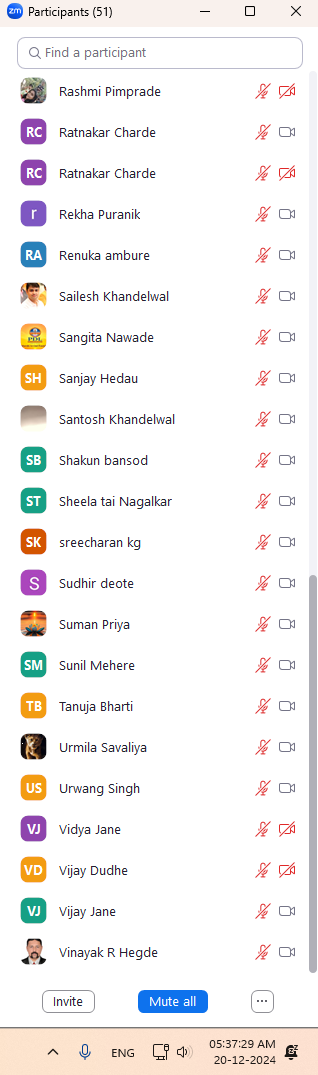 zm Participants (51)
Find a participant
Rashmi Pimprade
RC Ratnakar Charde
RC Ratnakar Charde
r Rekha Puranik
RA Renuka ambure
Sailesh Khandelwal
PDL Sangita Nawade
SH Sanjay Hedau
Santosh Khandelwal
SB Shakun bansod
ST Sheela tai Nagalkar
SK sreecharan kg
S Sudhir deote
Suman Priya
SM Sunil Mehere
TB Tanuja Bharti
Urmila Savaliya
US Urwang Singh
VJ Vidya Jane
VD Vijay Dudhe
VJ Vijay Jane
Vinayak R Hegde
Invite Mute all ...
ENG 05:37:29 AM
20-12-2024